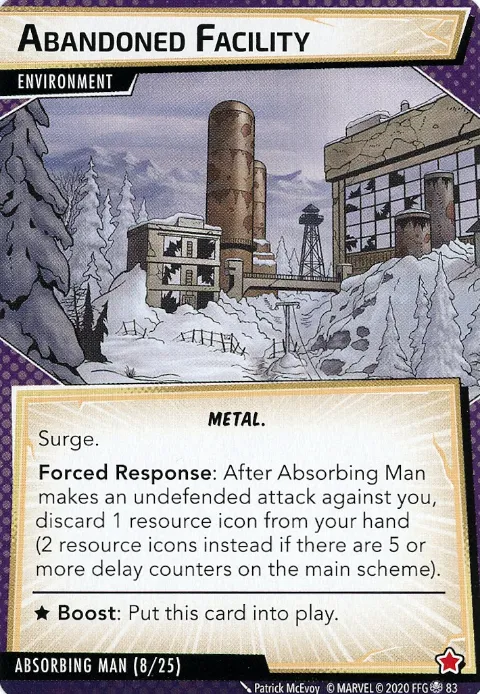 ABANDONED FACILITY
ENVIRONMENT
METAL.
Surge.
Forced Response: After Absorbing Man
makes an undefended attack against you,
discard 1 resource icon from your hand
(2 resource icons instead if there are 5 or
more delay counters on the main scheme).
★ Boost: Put this card into play.
ABSORBING MAN (8/25)
Patrick McEvoy © MARVEL © 2020 FFG 83